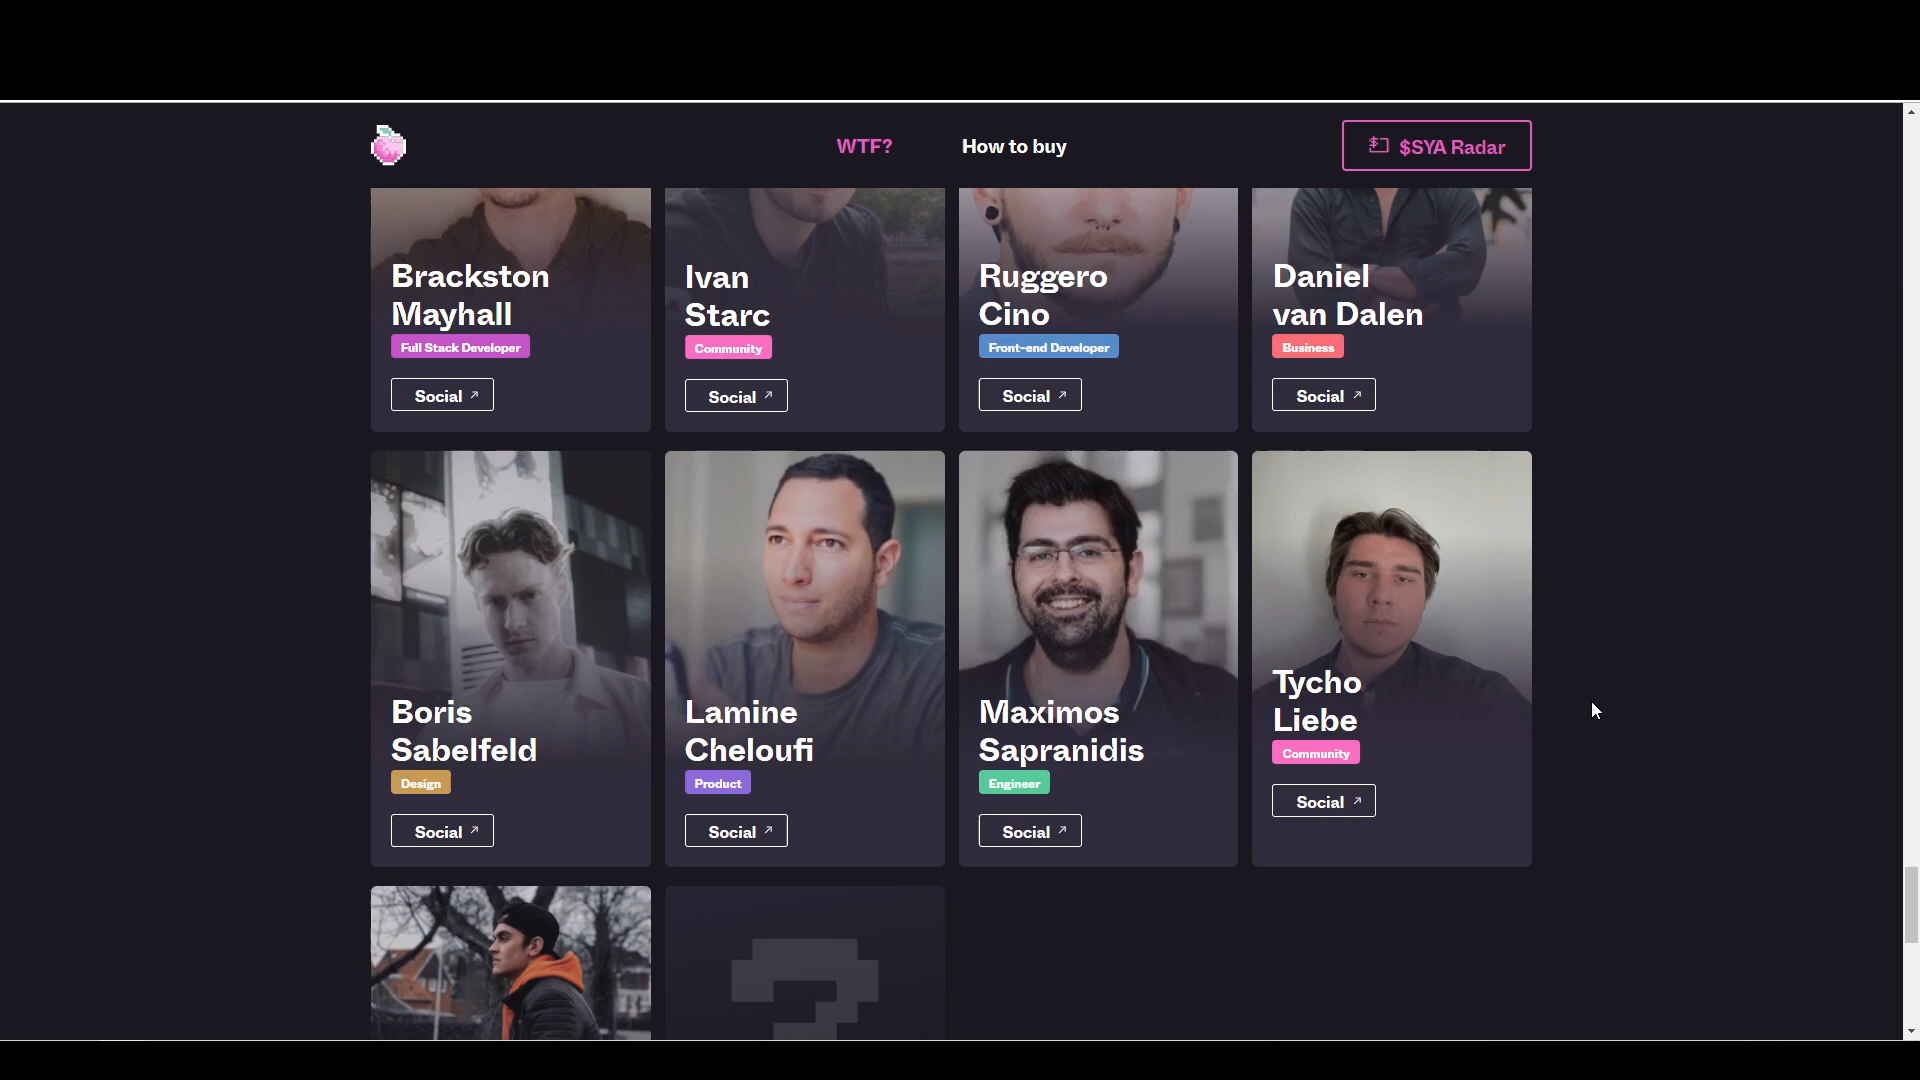 WTF?
How to buy
$SYA Radar
Brackston
Mayhall
Full Stack Developer
Social ↗
Ivan
Starc
Community
Social ↗
Ruggero
Cino
Front-end Developer
Social ↗
Daniel
van Dalen
Business
Social ↗
Boris
Sabelfeld
Design
Social ↗
Lamine
Cheloufi
Product
Social ↗
Maximos
Sapranidis
Engineer
Social ↗
Tycho
Liebe
Community
Social ↗
?